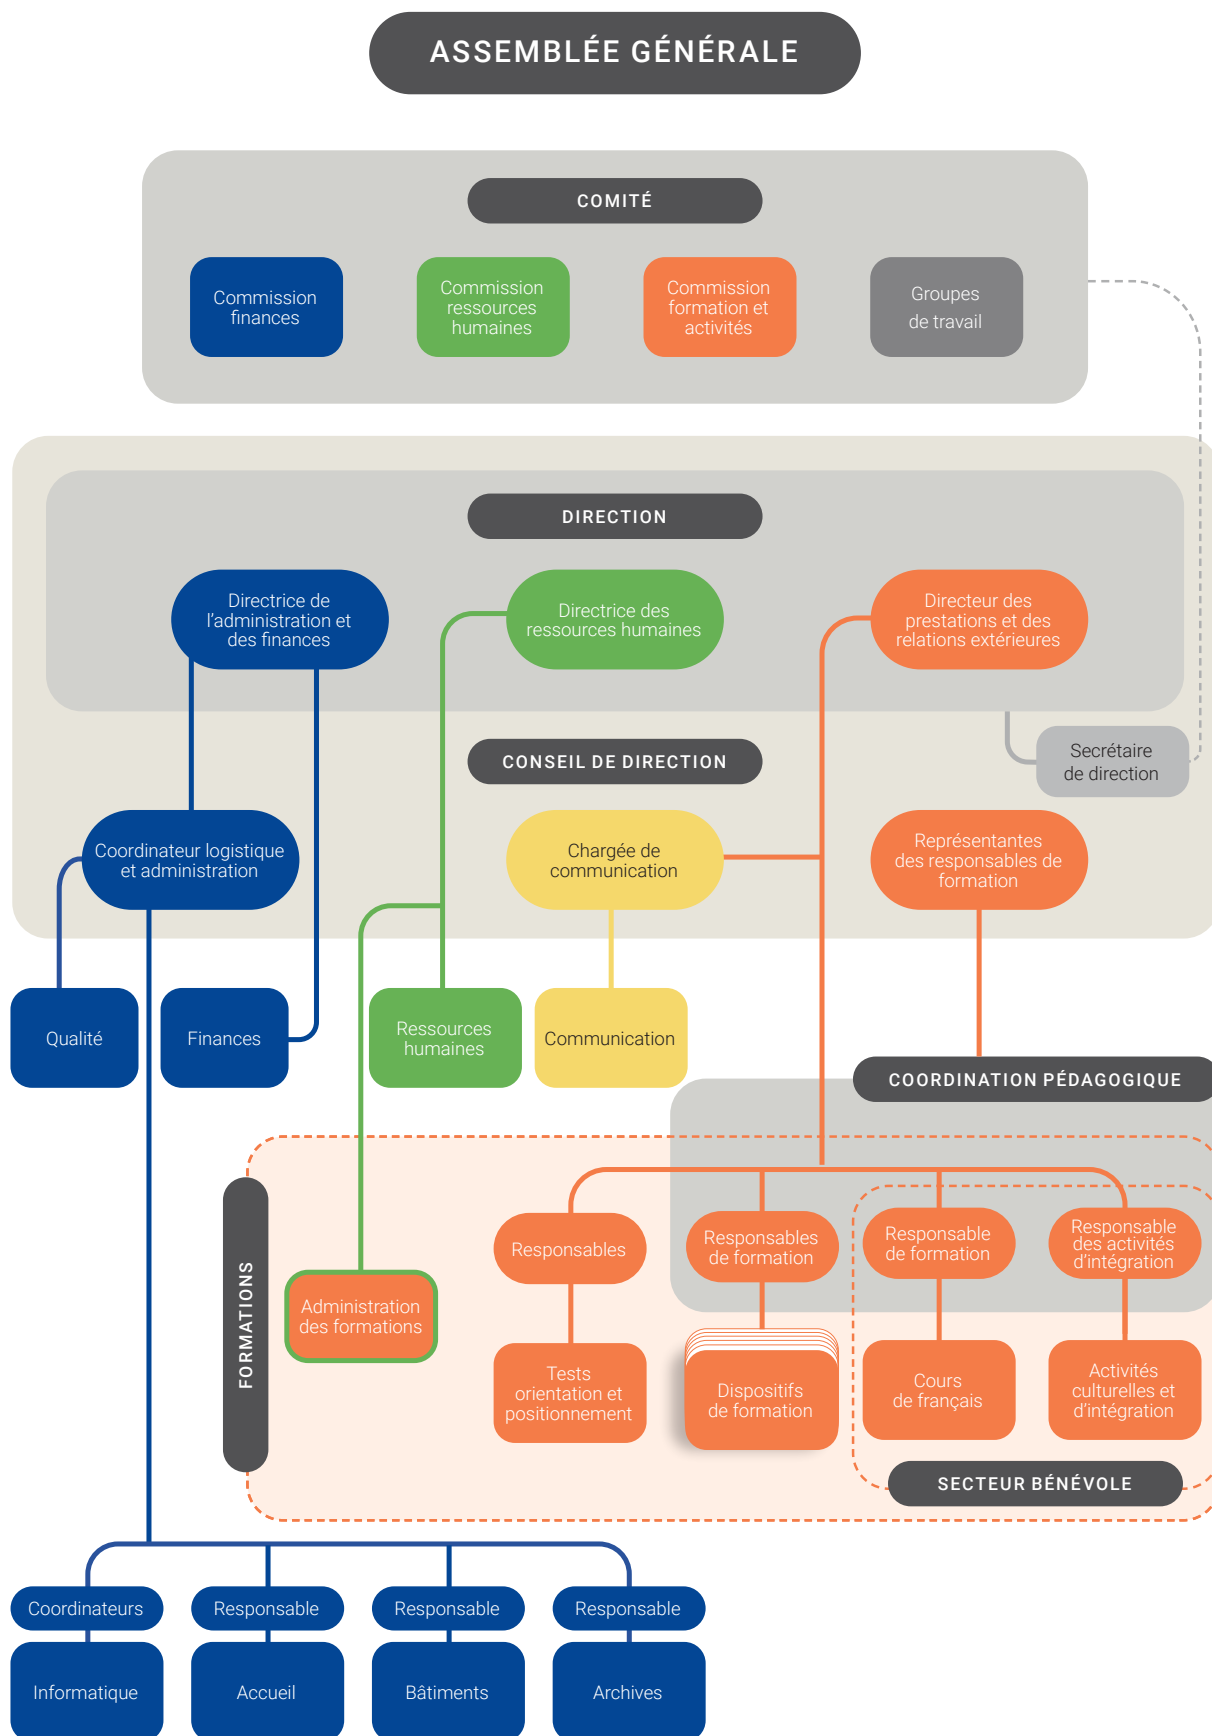 ASSEMBLÉE GÉNÉRALE
COMITÉ
Commission
finances
Commission
ressources
humaines
Commission
formation et
activités
Groupes
de travail
DIRECTION
Directrice de
l'administration et
des finances
Directrice des
ressources humaines
Directeur des
prestations et des
relations extérieures
Secrétaire
de direction
CONSEIL DE DIRECTION
Coordinateur logistique
et administration
Chargée de
communication
Représentantes
des responsables de
formation
Qualité
Finances
Ressources
humaines
Communication
COORDINATION PÉDAGOGIQUE
FORMATIONS
Responsables
Responsables
de formation
Responsable
de formation
Responsable
des activités
d'intégration
Administration
des formations
Tests
orientation et
positionnement
Dispositifs
de formation
Cours
de français
Activités
culturelles et
d'intégration
SECTEUR BÉNÉVOLE
Coordinateurs
Responsable
Responsable
Responsable
Informatique
Accueil
Bâtiments
Archives